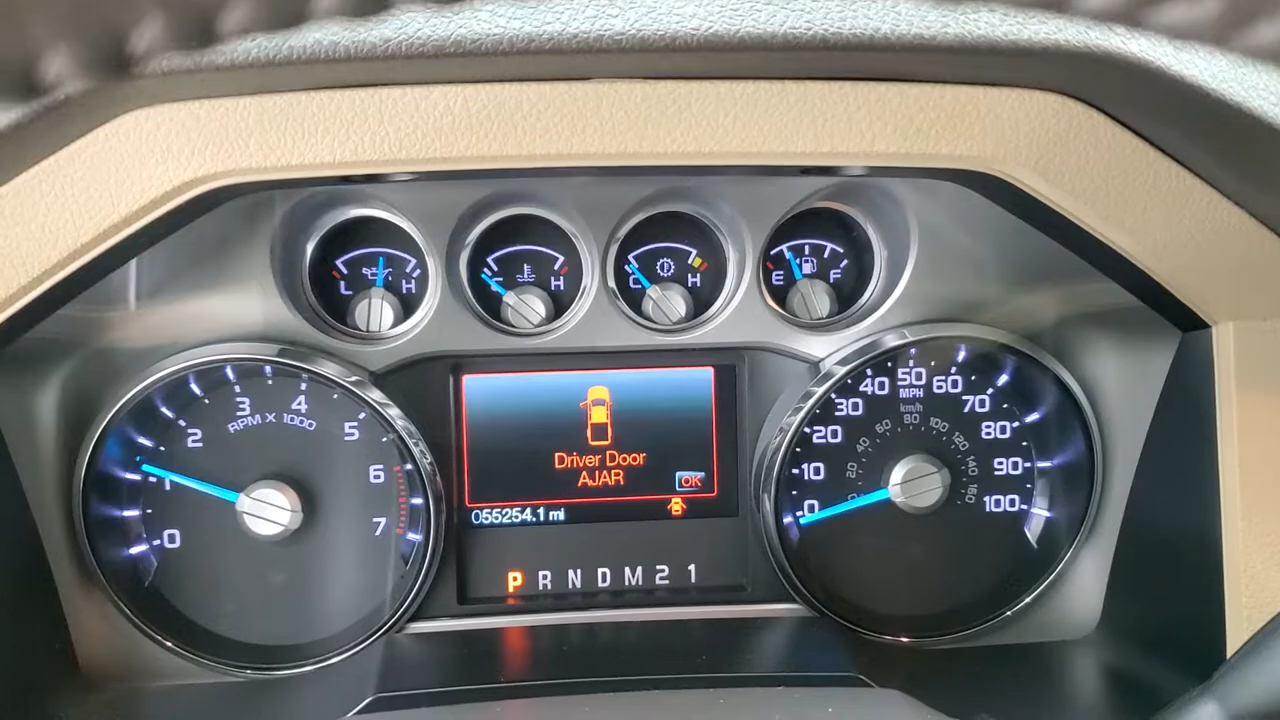 L H
C H
C H
E F
0 1 2 3 4 5 6 7
RPM X 1000
Driver Door
AJAR
OK
055254.1 mi
P R N D M 2 1
0 10 20 30 40 50 60 70 80 90 100
MPH
km/h
0 20 40 60 80 100 120 140 160